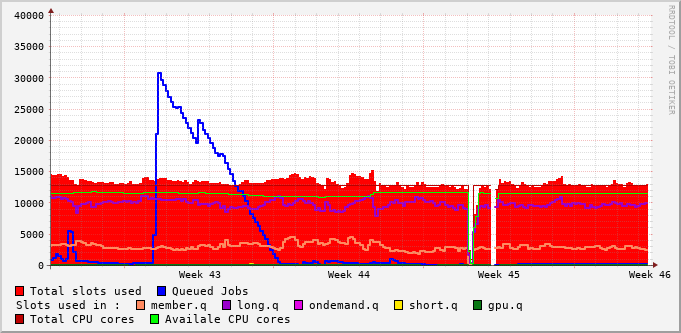 40000
35000
30000
25000
20000
15000
10000
5000
0
Week 43 Week 44 Week 45 Week 46
Total slots used Queued Jobs
Slots used in : member.q long.q ondemand.q short.q gpu.q
Total CPU cores Availale CPU cores
RRDTOOL / TOBI OETIKER